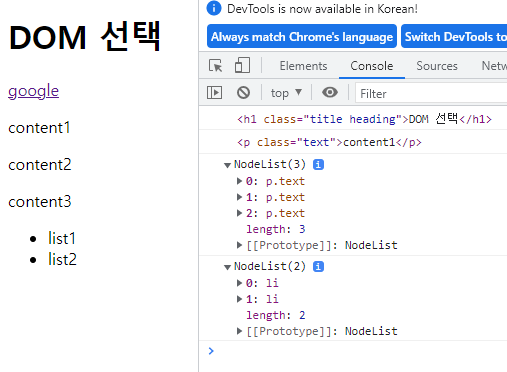 DOM 선택
google
content1
content2
content3
list1
list2
DevTools is now available in Korean!
Always match Chrome's language
Switch DevTools to
Elements Console Sources Netw
top Filter
<h1 class="title heading">DOM 선택</h1>
<p class="text">content1</p>
NodeList(3)
0: p.text
1: p.text
2: p.text
length: 3
[[Prototype]]: NodeList
NodeList(2)
0: li
1: li
length: 2
[[Prototype]]: NodeList